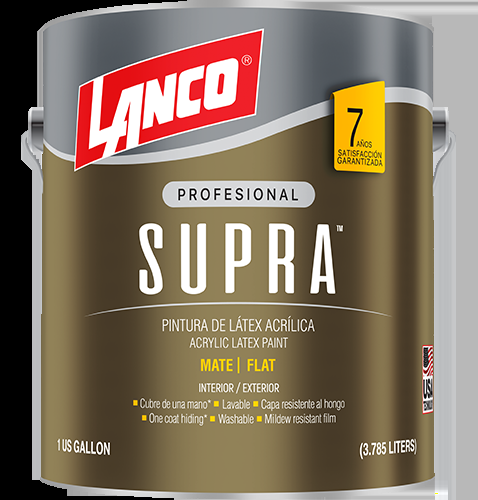 LANCO®
7
AÑOS
SATISFACCIÓN
GARANTIZADA
PROFESIONAL
SUPRA™
PINTURA DE LÁTEX ACRÍLICA
ACRYLIC LATEX PAINT
MATE | FLAT
INTERIOR / EXTERIOR
▪ Cubre de una mano* ▪ Lavable ▪ Capa resistente al hongo
▪ One coat hiding* ▪ Washable ▪ Mildew resistant film
USA
1 US GALLON
(3.785 LITERS)